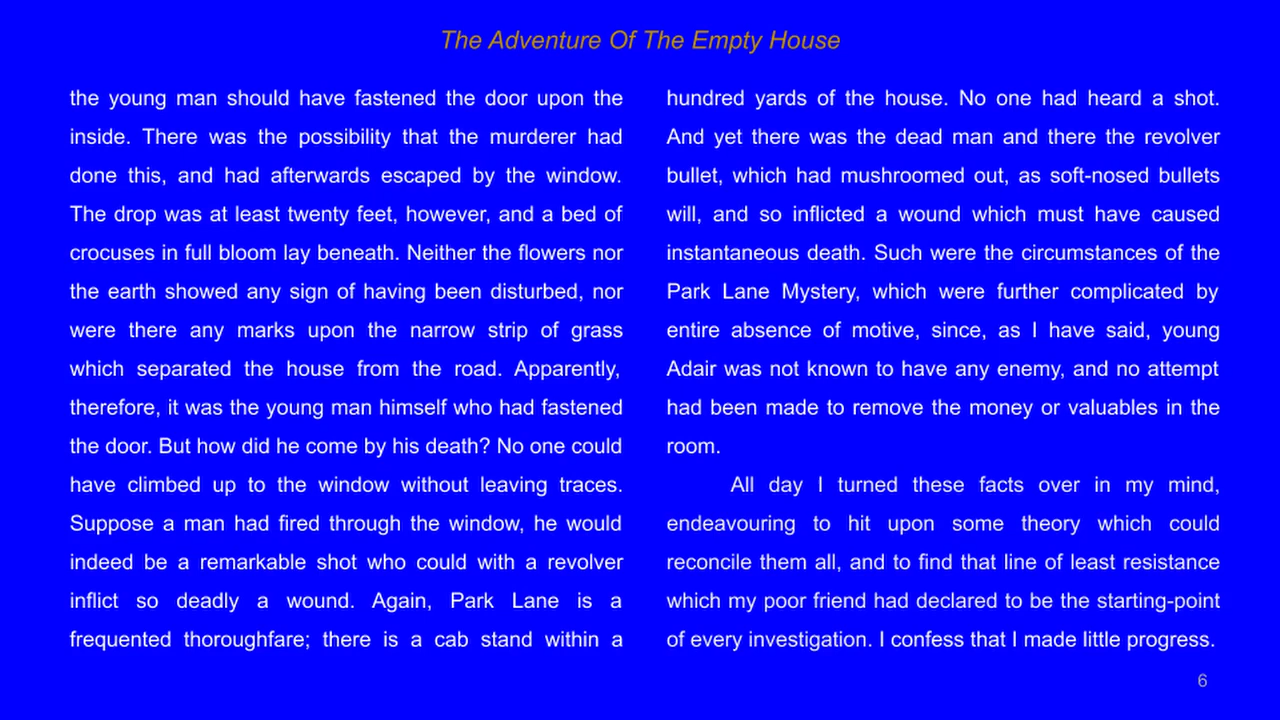 The Adventure Of The Empty House
the young man should have fastened the door upon the
inside. There was the possibility that the murderer had
done this, and had afterwards escaped by the window.
The drop was at least twenty feet, however, and a bed of
crocuses in full bloom lay beneath. Neither the flowers nor
the earth showed any sign of having been disturbed, nor
were there any marks upon the narrow strip of grass
which separated the house from the road. Apparently,
therefore, it was the young man himself who had fastened
the door. But how did he come by his death? No one could
have climbed up to the window without leaving traces.
Suppose a man had fired through the window, he would
indeed be a remarkable shot who could with a revolver
inflict so deadly a wound. Again, Park Lane is a
frequented thoroughfare; there is a cab stand within a
hundred yards of the house. No one had heard a shot.
And yet there was the dead man and there the revolver
bullet, which had mushroomed out, as soft-nosed bullets
will, and so inflicted a wound which must have caused
instantaneous death. Such were the circumstances of the
Park Lane Mystery, which were further complicated by
entire absence of motive, since, as I have said, young
Adair was not known to have any enemy, and no attempt
had been made to remove the money or valuables in the
room.
All day I turned these facts over in my mind,
endeavouring to hit upon some theory which could
reconcile them all, and to find that line of least resistance
which my poor friend had declared to be the starting-point
of every investigation. I confess that I made little progress.
6